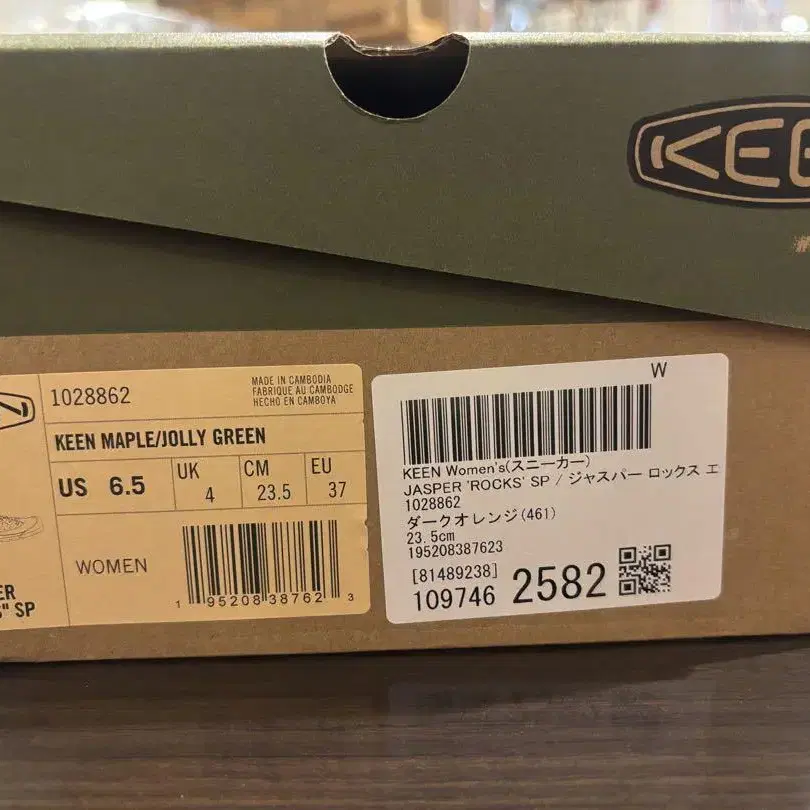 KEEN
#
1028862
MADE IN CAMBODIA
FABRIQUE AU CAMBODGE
HECHO EN CAMBOYA
KEEN MAPLE/JOLLY GREEN
US 6.5
UK 4
CM 23.5
EU 37
WOMEN
ER
" SP
1 95208 38762 3
W
KEEN Women's(スニーカー)
JASPER 'ROCKS' SP / ジャスパー ロックス エ
1028862
ダークオレンジ(461)
23.5cm
195208387623
[81489238]
109746 2582